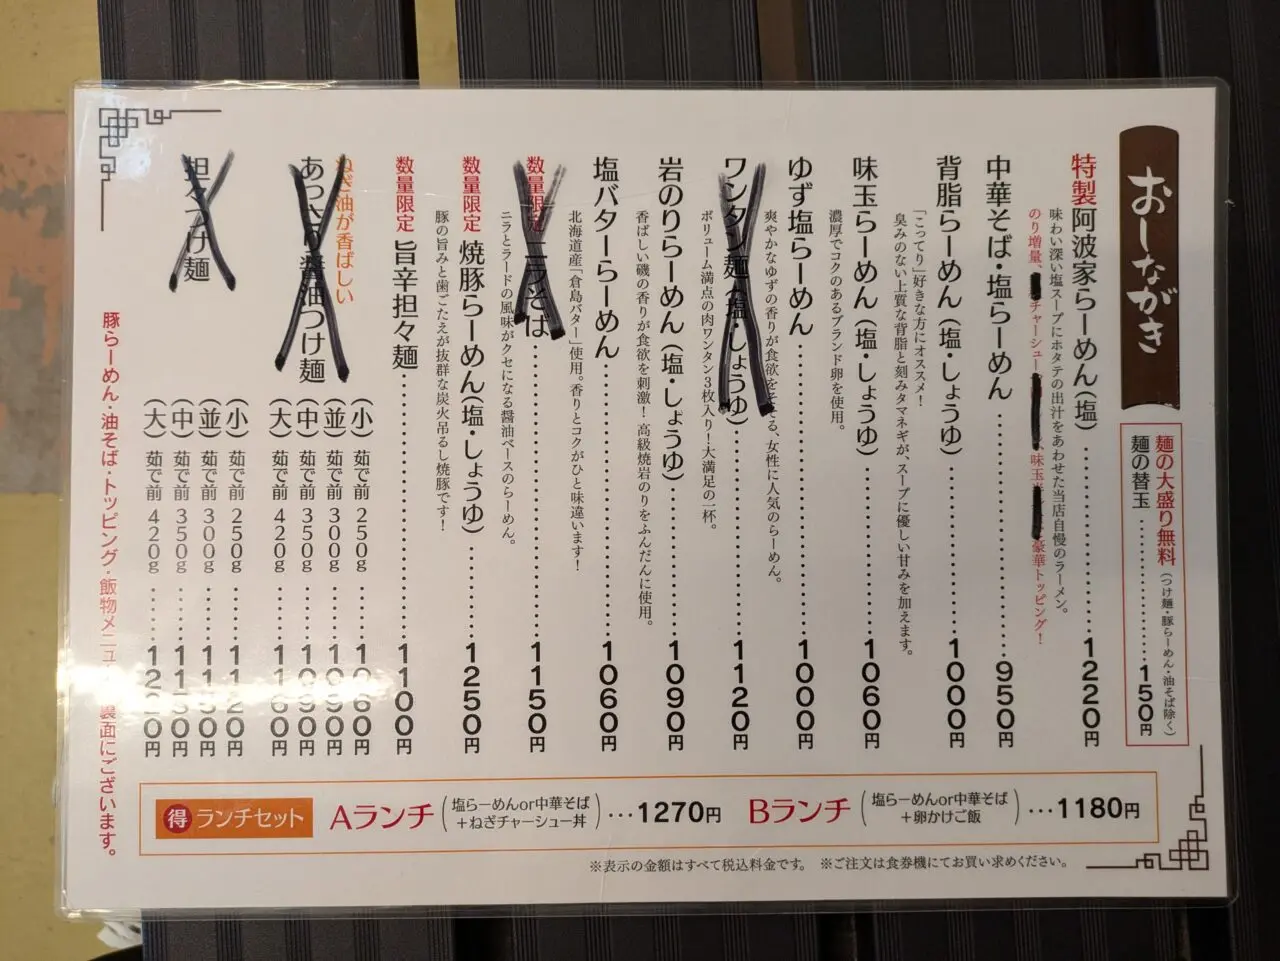 おしながき
麺の大盛り無料(つけ麺・豚らーめん・油そば除く)
麺の替玉………150円
特製 阿波家らーめん(塩)………1220円
味わい深い塩スープにホタテの出汁をあわせた当店自慢のラーメン。
のり増量、チャーシュー、味玉 豪華トッピング!
中華そば・塩らーめん………950円
背脂らーめん(塩・しょうゆ)………1000円
「こってり」好きな方にオススメ!
臭みのない上質な背脂と刻みタマネギが、スープに優しい甘みを加えます。
味玉らーめん(塩・しょうゆ)………1060円
濃厚でコクのあるブランド卵を使用。
ゆず塩らーめん………1000円
爽やかなゆずの香りが食欲をそそる、女性に人気のらーめん。
ワンタン麺(塩・しょうゆ)………1120円
ボリューム満点の肉ワンタン3枚入り!大満足の一杯。
岩のりらーめん(塩・しょうゆ)………1090円
香ばしい磯の香りが食欲を刺激!高級焼岩のりをふんだんに使用。
塩バターらーめん………1060円
北海道産「倉島バター」使用。香りとコクがひと味違います!
数量限定 ニラそば………1150円
ニラとラードの風味がクセになる醤油ベースのらーめん。
数量限定 焼豚らーめん(塩・しょうゆ)………1250円
豚の旨みと歯ごたえが抜群な炭火吊るし焼豚です!
数量限定 旨辛担々麺………1100円
ねぎ油が香ばしい
あっさり醤油つけ麺
(小)茹で前 250g………1060円
(並)茹で前 300g………1090円
(中)茹で前 350g………
(大)茹で前 420g………1160円
担々つけ麺
(小)茹で前 250g………1120円
(並)茹で前 300g………1150円
(中)茹で前 350g………
(大)茹で前 420g………1220円
豚らーめん・油そば・トッピング・飯物メニュー 裏面にございます。
得 ランチセット Aランチ(塩らーめんor中華そば+ねぎチャーシュー丼)…1270円 Bランチ(塩らーめんor中華そば+卵かけご飯)…1180円
※表示の金額はすべて税込料金です。 ※ご注文は食券機にてお買い求めください。